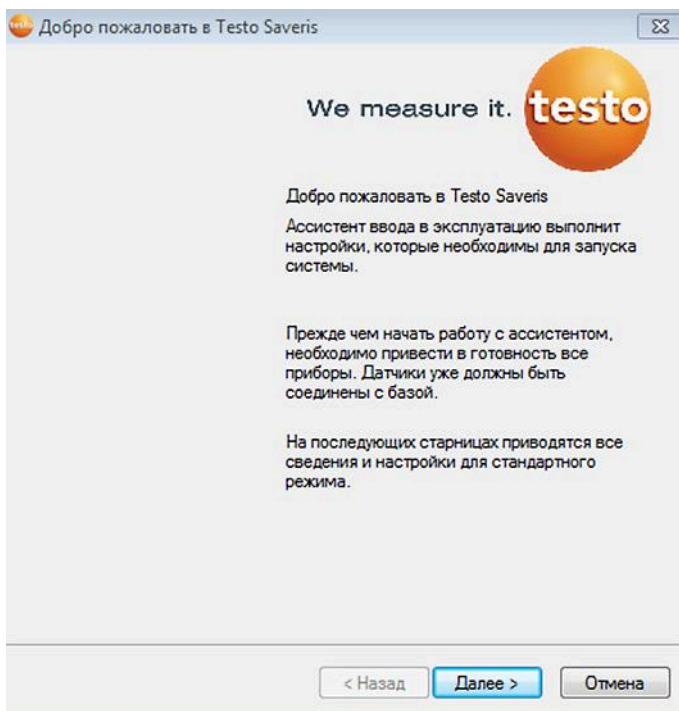 Добро пожаловать в Testo Saveris
We measure it. testo
Добро пожаловать в Testo Saveris
Ассистент ввода в эксплуатацию выполнит
настройки, которые необходимы для запуска
системы.
Прежде чем начать работу с ассистентом,
необходимо привести в готовность все
приборы. Датчики уже должны быть
соединены с базой.
На последующих старницах приводятся все
сведения и настройки для стандартного
режима.
< Назад Далее > Отмена